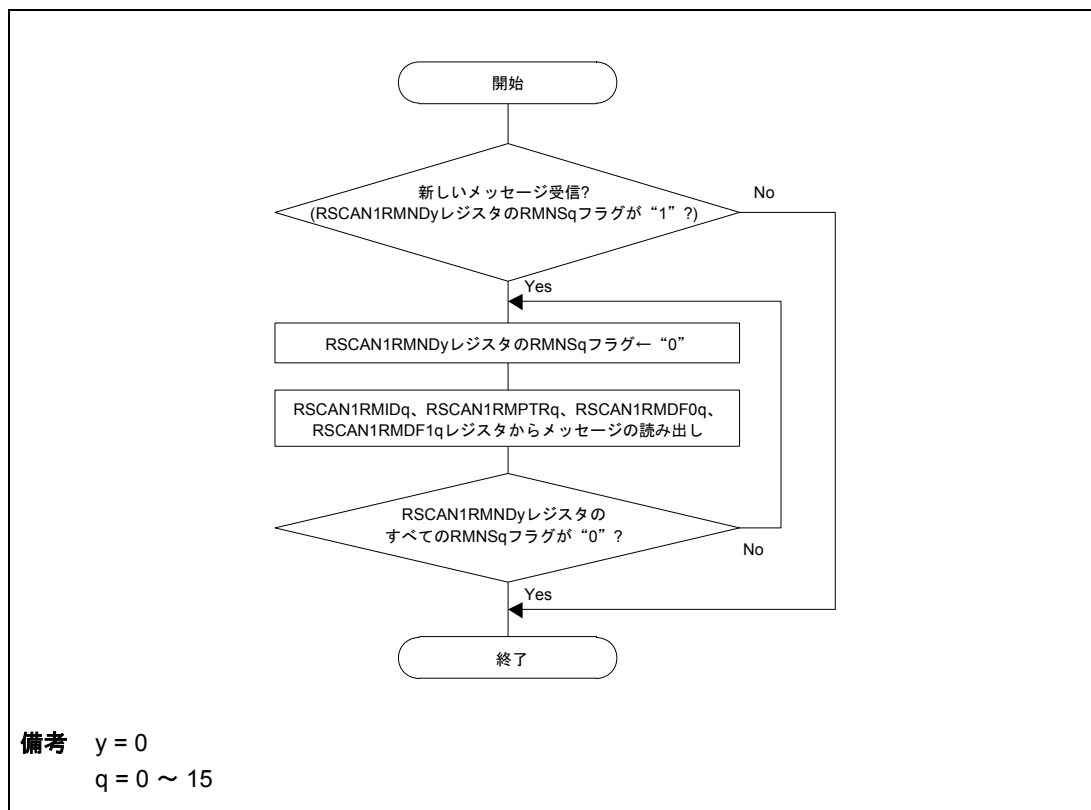 開始
新しいメッセージ受信?
(RSCAN1RMNDyレジスタのRMNSqフラグが“1”?)
No
Yes
RSCAN1RMNDyレジスタのRMNSqフラグ←“0”
RSCAN1RMIDq、RSCAN1RMPTRq、RSCAN1RMDF0q、
RSCAN1RMDF1qレジスタからメッセージの読み出し
RSCAN1RMNDyレジスタの
すべてのRMNSqフラグが“0”?
No
Yes
終了
備考 y = 0
q = 0 ～ 15